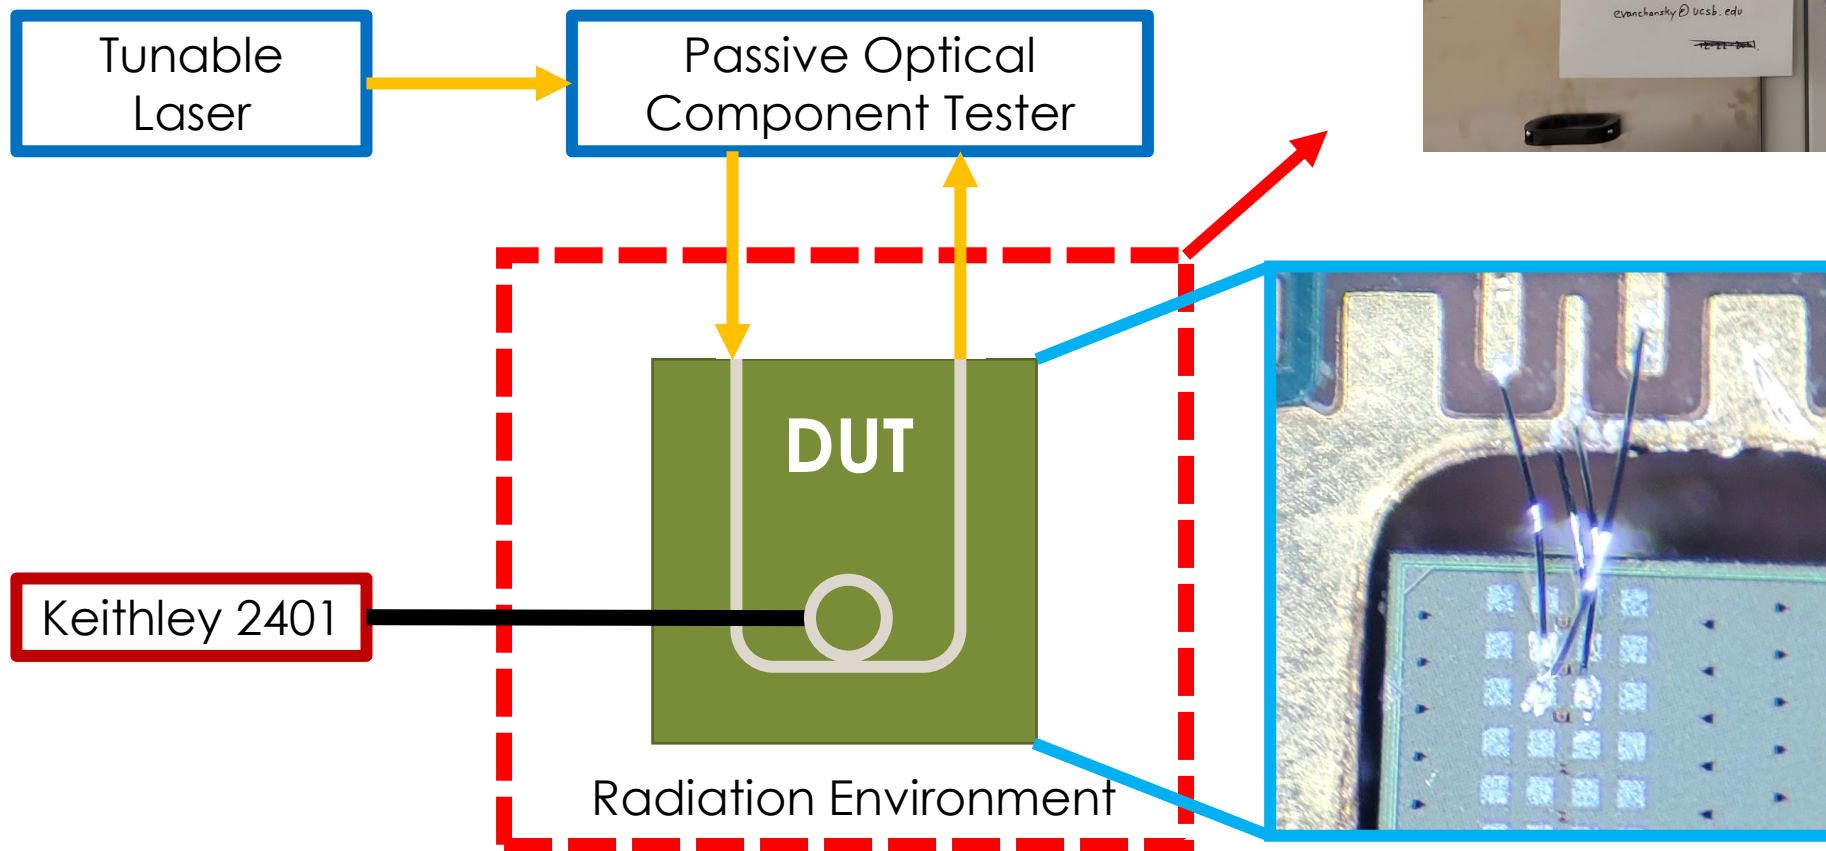 Tunable
Laser
Passive Optical
Component Tester
evanchansky@ucsb.edu
DUT
Keithley 2401
Radiation Environment